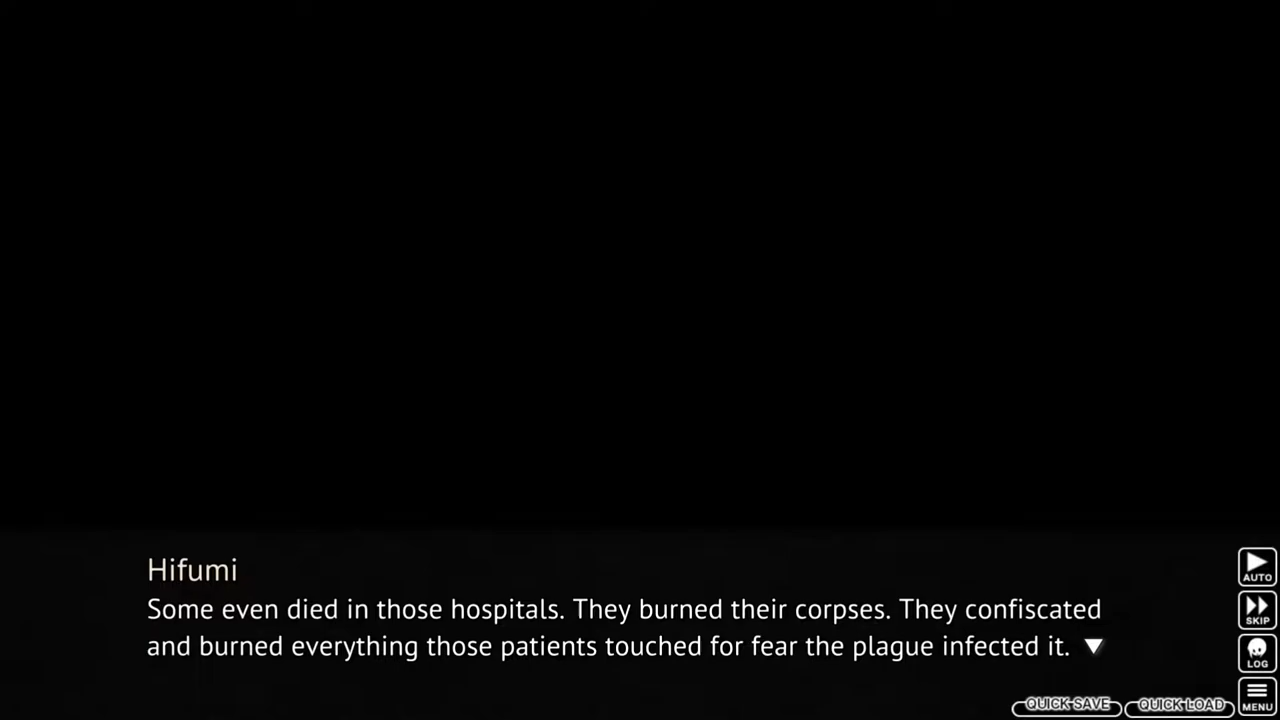 Hifumi
Some even died in those hospitals. They burned their corpses. They confiscated
and burned everything those patients touched for fear the plague infected it.
AUTO
SKIP
LOG
MENU
QUICK SAVE
QUICK LOAD